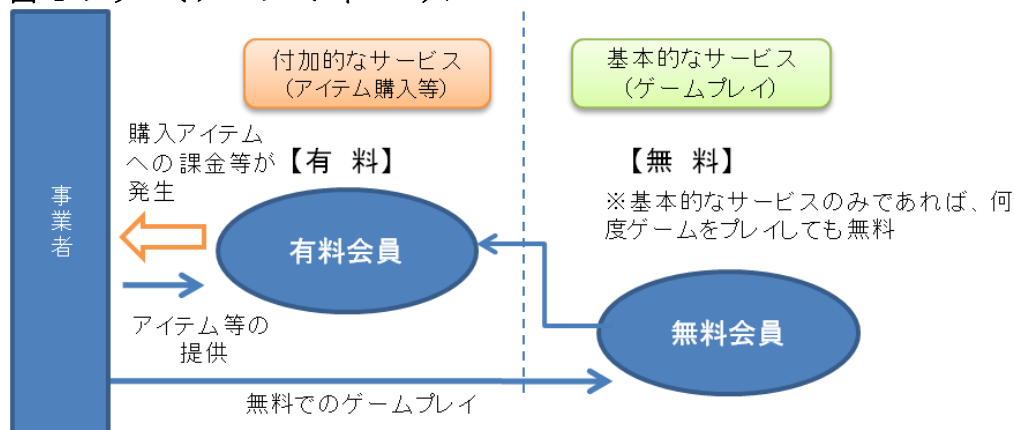 付加的なサービス
（アイテム購入等）
基本的なサービス
（ゲームプレイ）
購入アイテム
への課金等が
発生
【有 料】
【無 料】
※基本的なサービスのみであれば、何
度ゲームをプレイしても無料
事業者
有料会員
アイテム等の
提供
無料会員
無料でのゲームプレイ